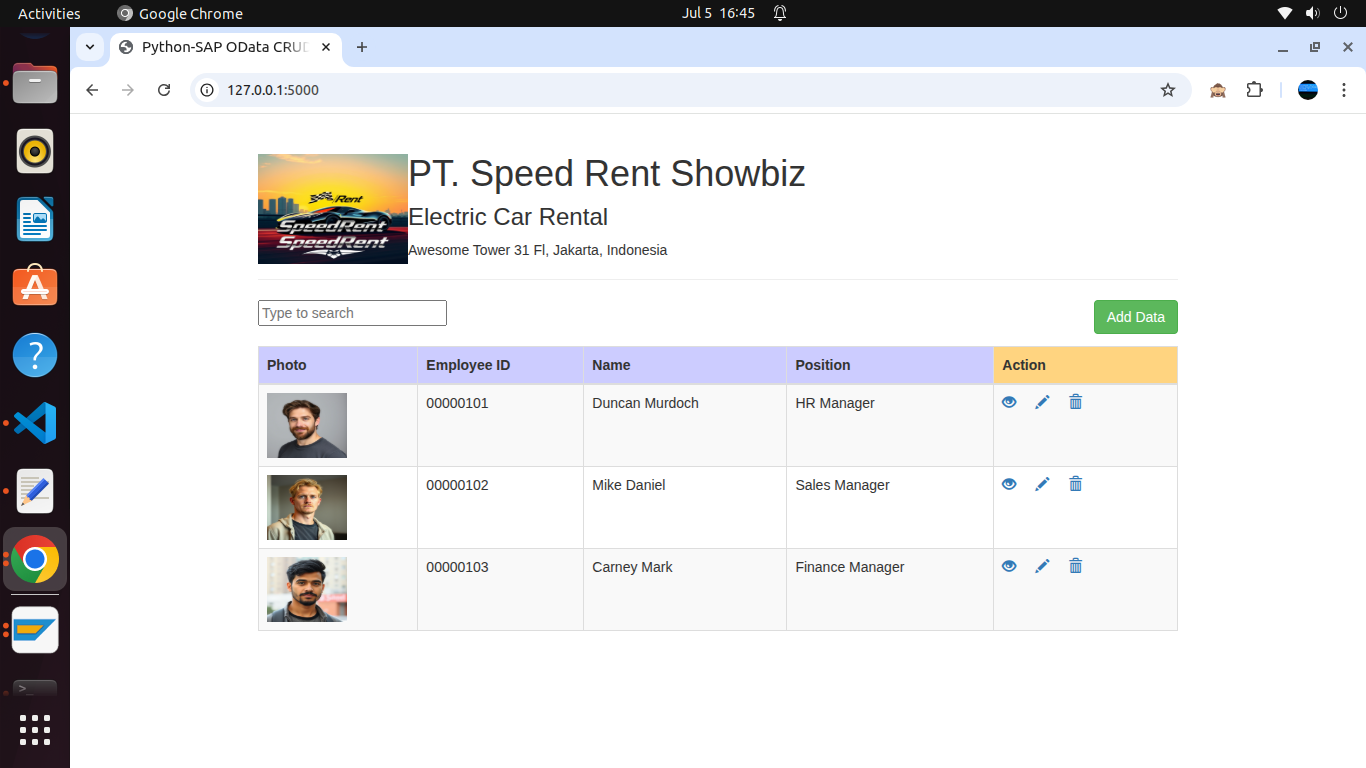 Activities
Google Chrome
Jul 5 16:45
Python-SAP OData CRUD
127.0.0.1:5000
Rent
SpeedRent
SpeedRent
PT. Speed Rent Showbiz
Electric Car Rental
Awesome Tower 31 Fl, Jakarta, Indonesia
Type to search
Add Data
Photo Employee ID Name Position Action
00000101 Duncan Murdoch HR Manager
00000102 Mike Daniel Sales Manager
00000103 Carney Mark Finance Manager